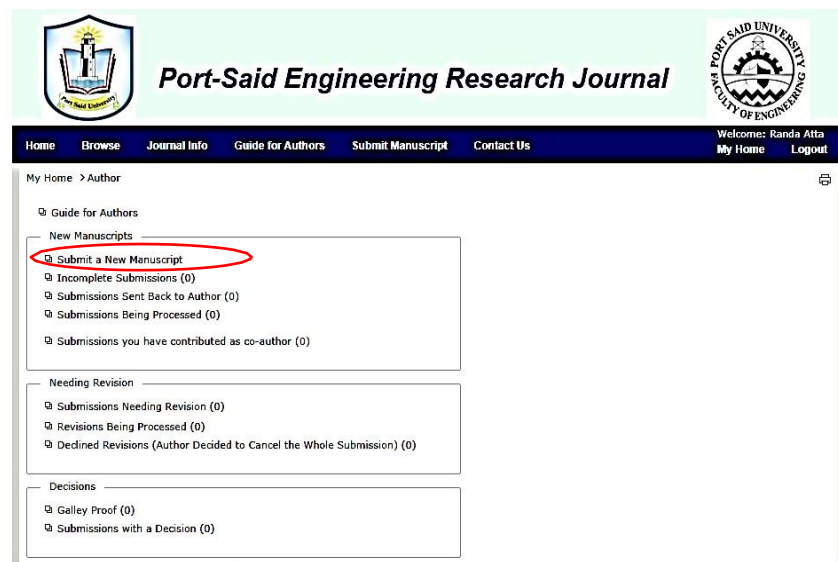 Port Said University
Port-Said Engineering Research Journal
PORT SAID UNIVERSITY
FACULTY OF ENGINEERING
Welcome: Randa Atta
Home Browse Journal Info Guide for Authors Submit Manuscript Contact Us My Home Logout
My Home > Author
Guide for Authors
New Manuscripts
Submit a New Manuscript
Incomplete Submissions (0)
Submissions Sent Back to Author (0)
Submissions Being Processed (0)
Submissions you have contributed as co-author (0)
Needing Revision
Submissions Needing Revision (0)
Revisions Being Processed (0)
Declined Revisions (Author Decided to Cancel the Whole Submission) (0)
Decisions
Galley Proof (0)
Submissions with a Decision (0)